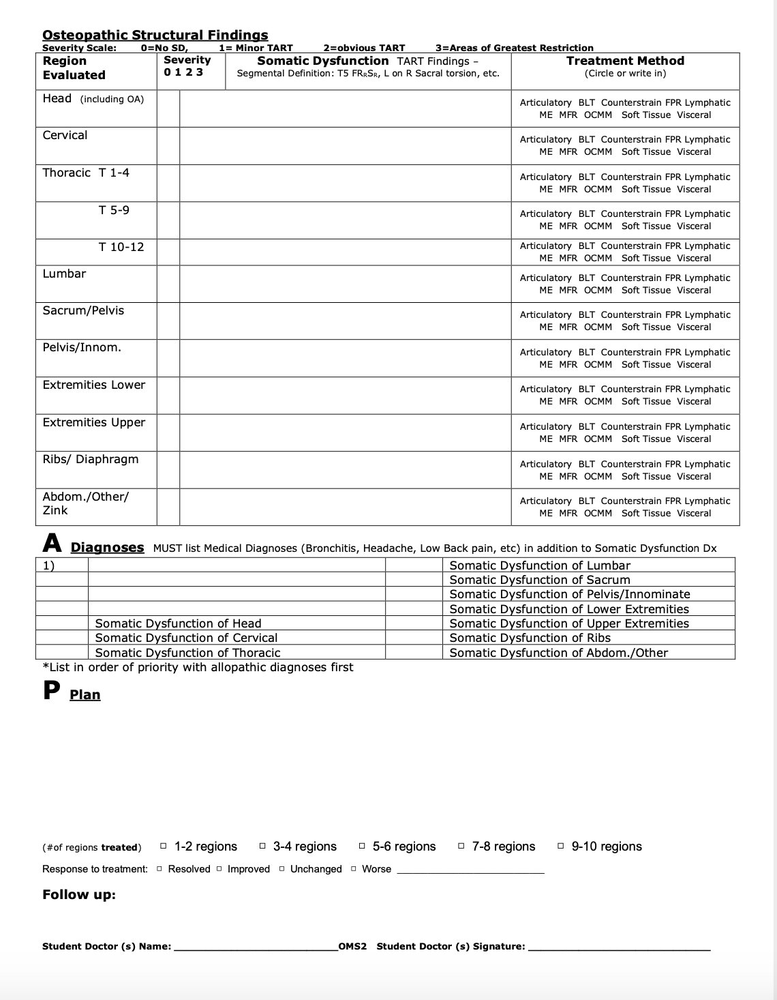 Osteopathic Structural Findings
Severity Scale: 0=No SD, 1= Minor TART 2=obvious TART 3=Areas of Greatest Restriction
Region Evaluated
Severity 0 1 2 3
Somatic Dysfunction TART Findings –
Segmental Definition: T5 FRRSR, L on R Sacral torsion, etc.
Treatment Method
(Circle or write in)
Head (including OA)
Articulatory BLT Counterstrain FPR Lymphatic
ME MFR OCMM Soft Tissue Visceral
Cervical
Articulatory BLT Counterstrain FPR Lymphatic
ME MFR OCMM Soft Tissue Visceral
Thoracic T 1-4
Articulatory BLT Counterstrain FPR Lymphatic
ME MFR OCMM Soft Tissue Visceral
T 5-9
Articulatory BLT Counterstrain FPR Lymphatic
ME MFR OCMM Soft Tissue Visceral
T 10-12
Articulatory BLT Counterstrain FPR Lymphatic
ME MFR OCMM Soft Tissue Visceral
Lumbar
Articulatory BLT Counterstrain FPR Lymphatic
ME MFR OCMM Soft Tissue Visceral
Sacrum/Pelvis
Articulatory BLT Counterstrain FPR Lymphatic
ME MFR OCMM Soft Tissue Visceral
Pelvis/Innom.
Articulatory BLT Counterstrain FPR Lymphatic
ME MFR OCMM Soft Tissue Visceral
Extremities Lower
Articulatory BLT Counterstrain FPR Lymphatic
ME MFR OCMM Soft Tissue Visceral
Extremities Upper
Articulatory BLT Counterstrain FPR Lymphatic
ME MFR OCMM Soft Tissue Visceral
Ribs/ Diaphragm
Articulatory BLT Counterstrain FPR Lymphatic
ME MFR OCMM Soft Tissue Visceral
Abdom./Other/
Zink
Articulatory BLT Counterstrain FPR Lymphatic
ME MFR OCMM Soft Tissue Visceral
A Diagnoses MUST list Medical Diagnoses (Bronchitis, Headache, Low Back pain, etc) in addition to Somatic Dysfunction Dx
1) Somatic Dysfunction of Lumbar
Somatic Dysfunction of Sacrum
Somatic Dysfunction of Pelvis/Innominate
Somatic Dysfunction of Lower Extremities
Somatic Dysfunction of Head Somatic Dysfunction of Upper Extremities
Somatic Dysfunction of Cervical Somatic Dysfunction of Ribs
Somatic Dysfunction of Thoracic Somatic Dysfunction of Abdom./Other
*List in order of priority with allopathic diagnoses first
P Plan
(#of regions treated) □ 1-2 regions □ 3-4 regions □ 5-6 regions □ 7-8 regions □ 9-10 regions
Response to treatment: □ Resolved □ Improved □ Unchanged □ Worse ___________________________
Follow up:
Student Doctor (s) Name: ___________________________OMS2 Student Doctor (s) Signature: ______________________________